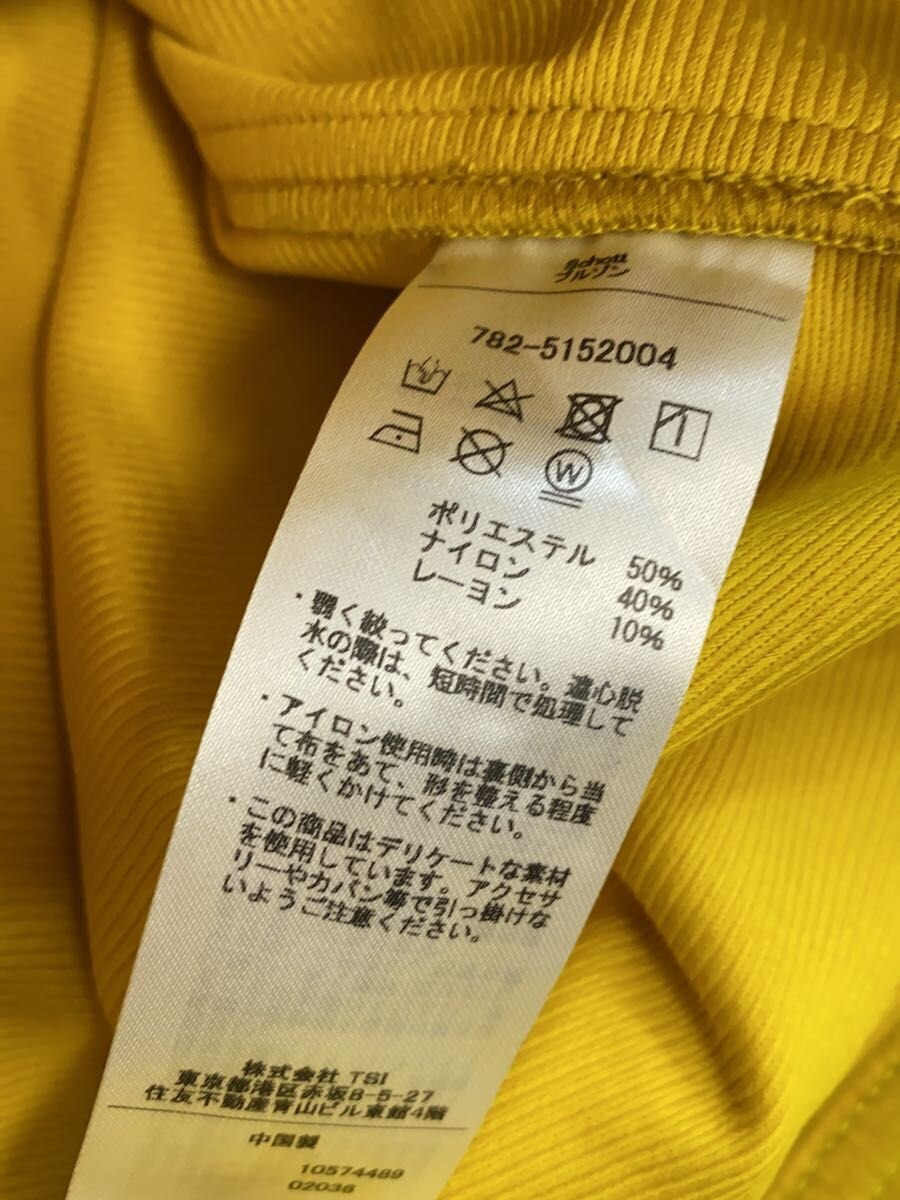 schott
ブルゾン
782-5152004
W
ポリエステル 50%
ナイロン 40%
レーヨン 10%
・弱く絞ってください。遠心脱
水の際は、短時間で処理して
ください。
・アイロン使用時は裏側から当
て布をあて、形を整える程度
に軽くかけてください。
・この商品はデリケートな素材
を使用しています。アクセサ
リーやカバン等で引っ掛けな
いようご注意ください。
株式会社 TSI
東京都港区赤坂8-5-27
住友不動産青山ビル東館4階
中国製
10574489
02036